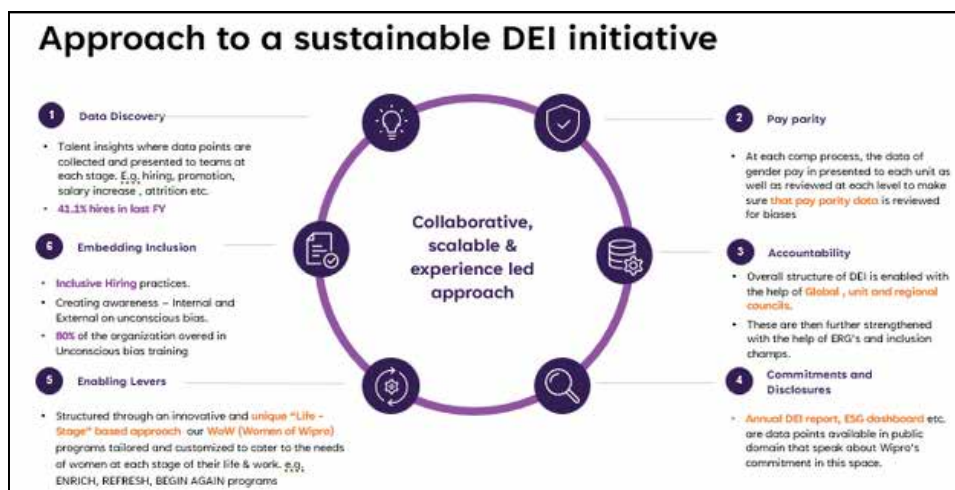 Approach to a sustainable DEI initiative
1 Data Discovery
• Talent insights where data points are
collected and presented to teams at
each stage. E.g. hiring, promotion,
salary increase , attrition etc.
• 41.1% hires in last FY
2 Pay parity
• At each comp process, the data of
gender pay in presented to each unit as
well as reviewed at each level to make
sure that pay parity data is reviewed
for biases
Collaborative,
scalable &
experience led
approach
3 Accountability
• Overall structure of DEI is enabled with
the help of Global , unit and regional
councils.
• These are then further strengthened
with the help of ERG's and inclusion
champs.
4 Commitments and
Disclosures
• Annual DEI report, ESG dashboard etc.
are data points available in public
domain that speak about Wipro's
commitment in this space.
5 Enabling Levers
• Structured through an innovative and unique "Life -
Stage" based approach our WoW (Women of Wipro)
programs tailored and customized to cater to the needs
of women at each stage of their life & work. e.g.
ENRICH, REFRESH, BEGIN AGAIN programs
6 Embedding Inclusion
• Inclusive Hiring practices.
• Creating awareness – Internal and
External on unconscious bias.
• 80% of the organization overed in
Unconscious bias training